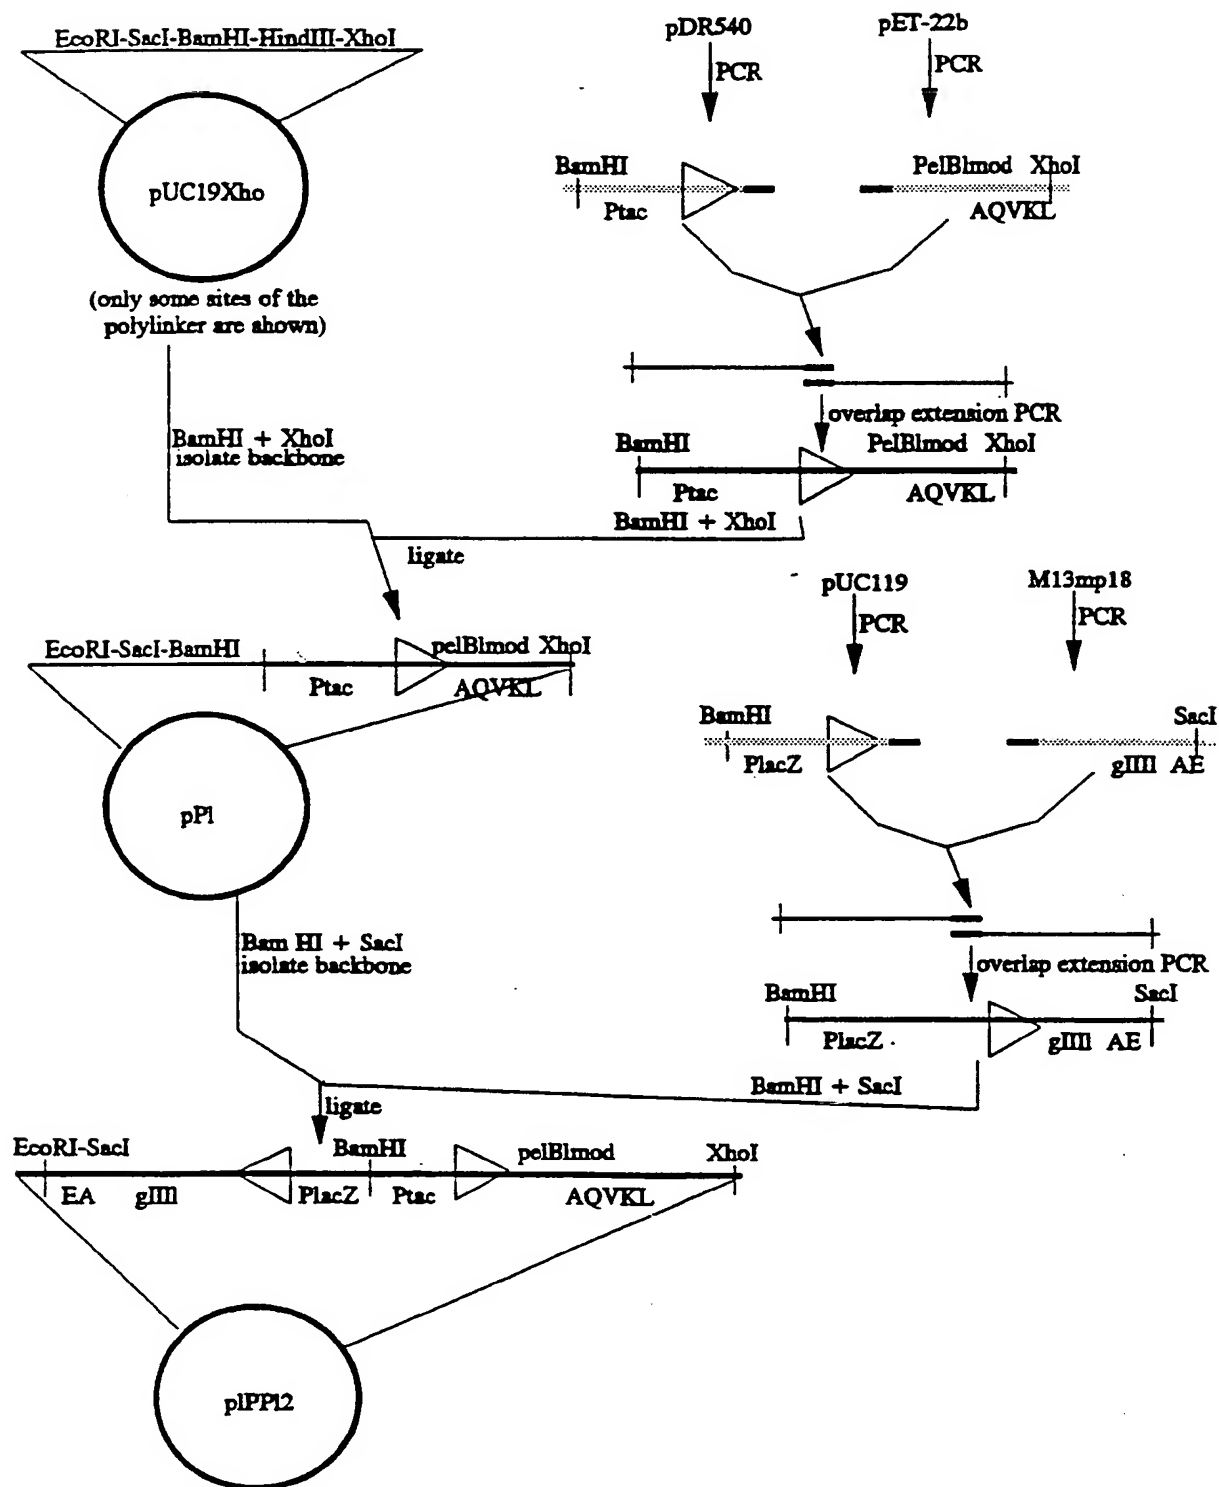 EcoRI-SacI-BamHI-HindIII-XhoI
pUC19Xho
(only some sites of the
polylinker are shown)
pDR540
PCR
pET-22b
PCR
BamHI
Ptac
PelBlmod XhoI
AQVKL
overlap extension PCR
BamHI
PelBlmod XhoI
Ptac
AQVKL
BamHI + XhoI
isolate backbone
BamHI + XhoI
ligate
EcoRI-SacI-BamHI
pelBlmod XhoI
Ptac
AQVKL
pPl
pUC119
PCR
M13mp18
PCR
BamHI
SacI
PlacZ
gIIIl AE
overlap extension PCR
BamHI
SacI
PlacZ
gIIIl AE
Bam HI + SacI
isolate backbone
BamHI + SacI
ligate
EcoRI-SacI
BamHI
pelBlmod
XhoI
EA
gIIIl
PlacZ
Ptac
AQVKL
plPPl2